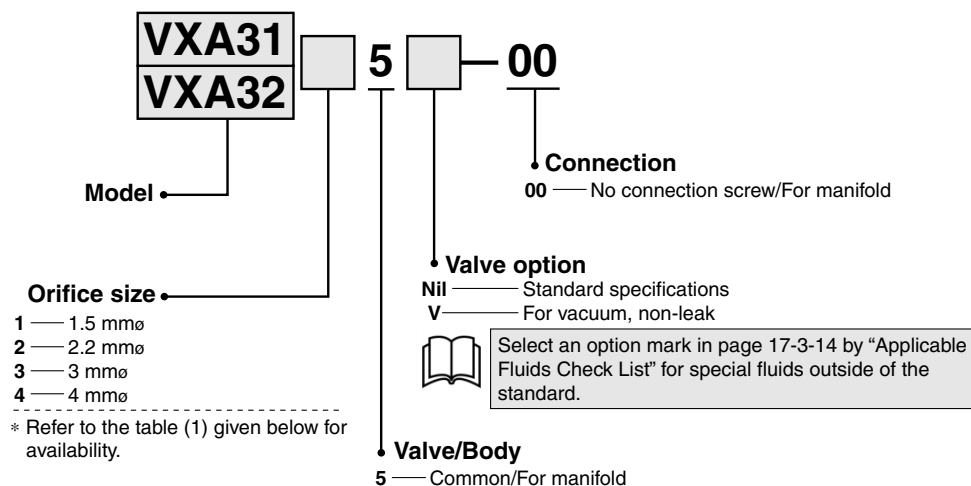 VXA31
VXA32
5
00
Model
Connection
00 No connection screw/For manifold
Valve option
Nil Standard specifications
V For vacuum, non-leak
Select an option mark in page 17-3-14 by “Applicable
Fluids Check List” for special fluids outside of the
standard.
Orifice size
1 1.5 mmø
2 2.2 mmø
3 3 mmø
4 4 mmø
* Refer to the table (1) given below for
availability.
Valve/Body
5 Common/For manifold